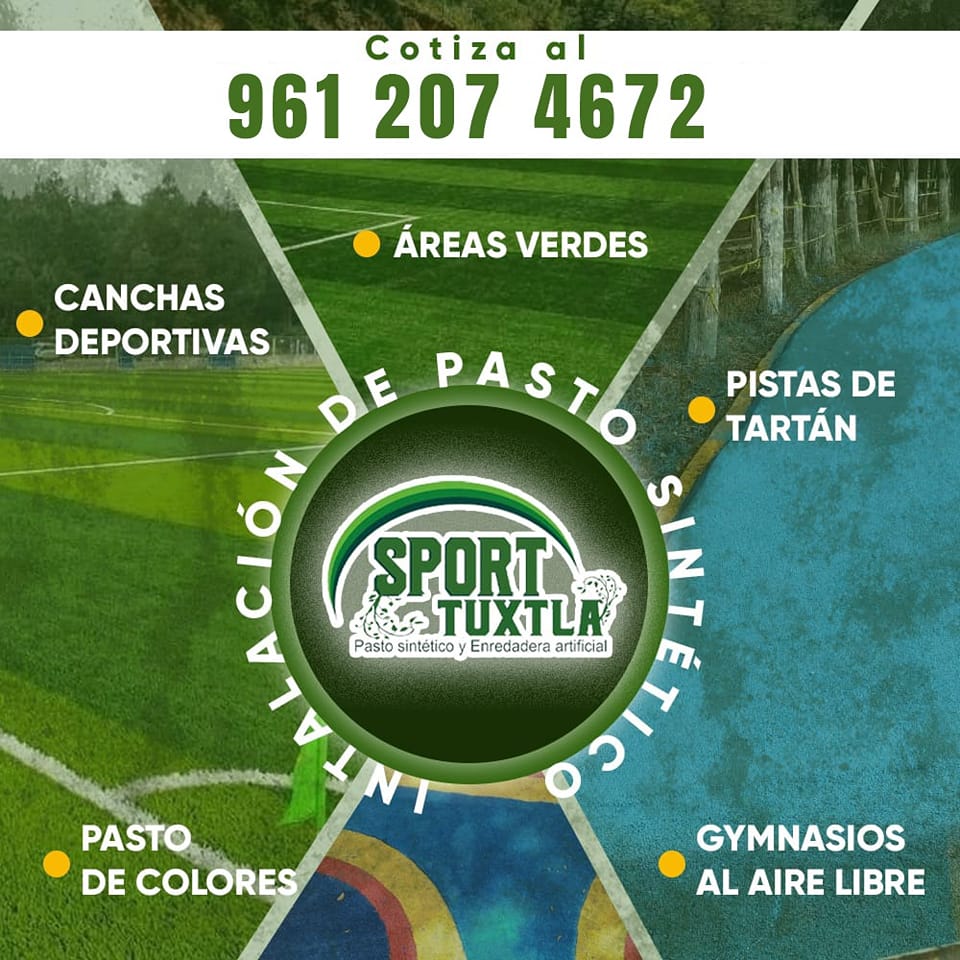 Cotiza al
961 207 4672
ÁREAS VERDES
CANCHAS
DEPORTIVAS
PISTAS DE
TARTÁN
INTALACIÓN DE PASTO SINTÉTICO
SPORT
TUXTLA
Pasto sintético y Enredadera artificial
PASTO
DE COLORES
GYMNASIOS
AL AIRE LIBRE